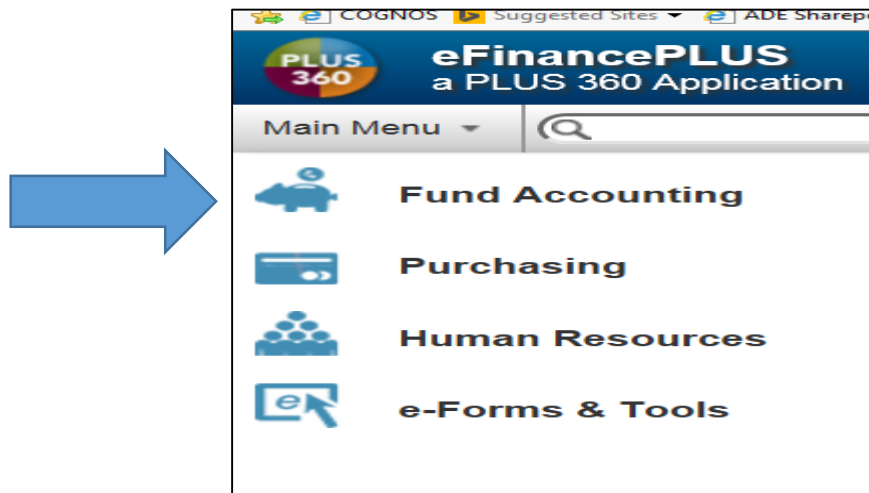 COGNOS Suggested Sites ADE
PLUS 360
eFinancePLUS
a PLUS 360 Application
Main Menu
Fund Accounting
Purchasing
Human Resources
e-Forms & Tools